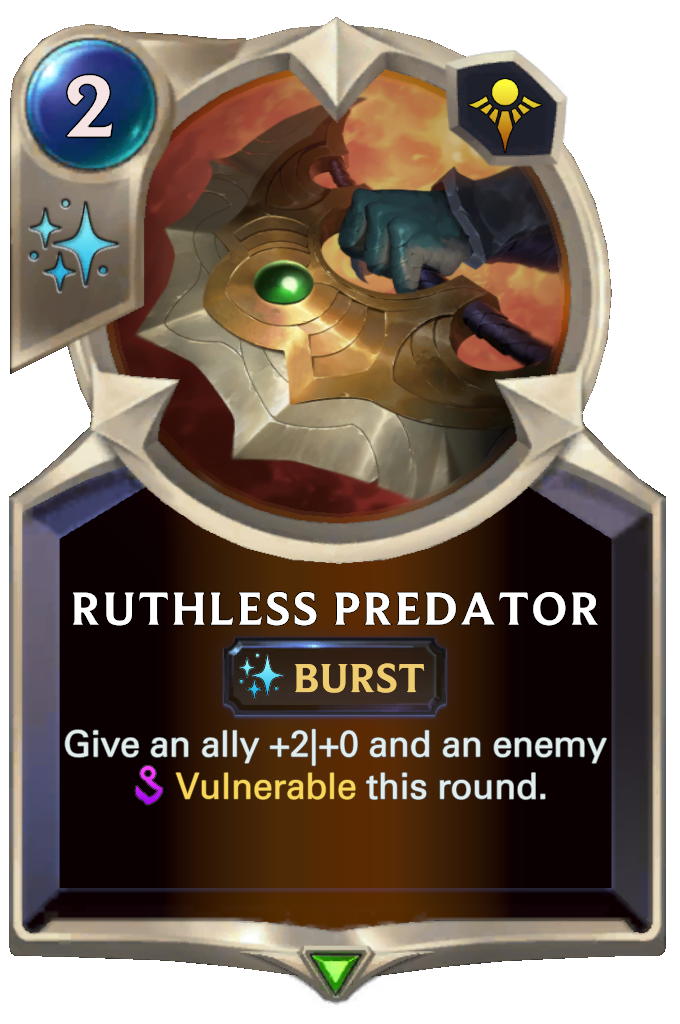 2
RUTHLESS PREDATOR
BURST
Give an ally +2|+0 and an enemy
Vulnerable this round.